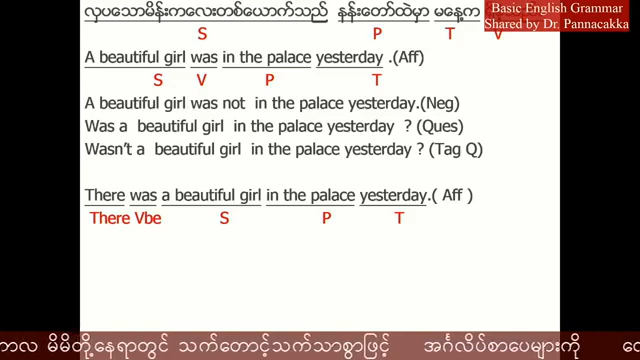 လှပသောမိန်းကလေးတစ်ယောက်သည် နန်းတော်ထဲမှာ မနေ့က
Basic English Grammar
Shared by Dr. Pannacakka
S P T V
A beautiful girl was in the palace yesterday .(Aff)
S V P T
A beautiful girl was not in the palace yesterday.(Neg)
Was a beautiful girl in the palace yesterday ? (Ques)
Wasn't a beautiful girl in the palace yesterday ? (Tag Q)
There was a beautiful girl in the palace yesterday.( Aff )
There Vbe S P T
မိမိတို့နေရာတွင် သက်တောင့်သက်သာစွာဖြင့် အင်္ဂလိပ်စာပေများကို